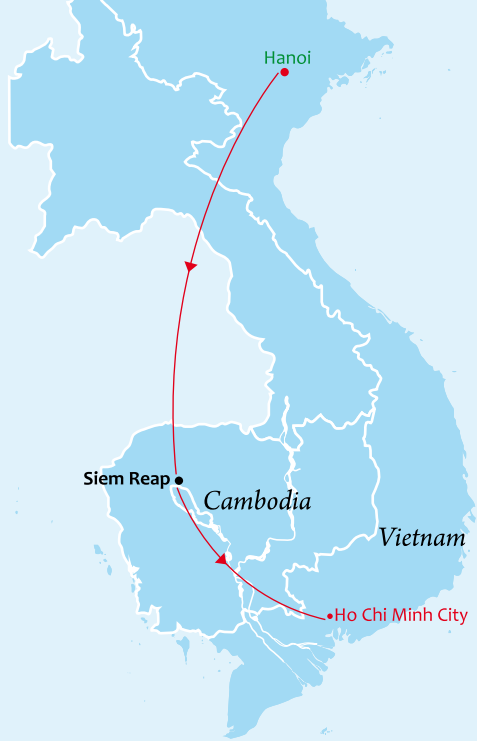 Hanoi
Siem Reap
Cambodia
Vietnam
Ho Chi Minh City